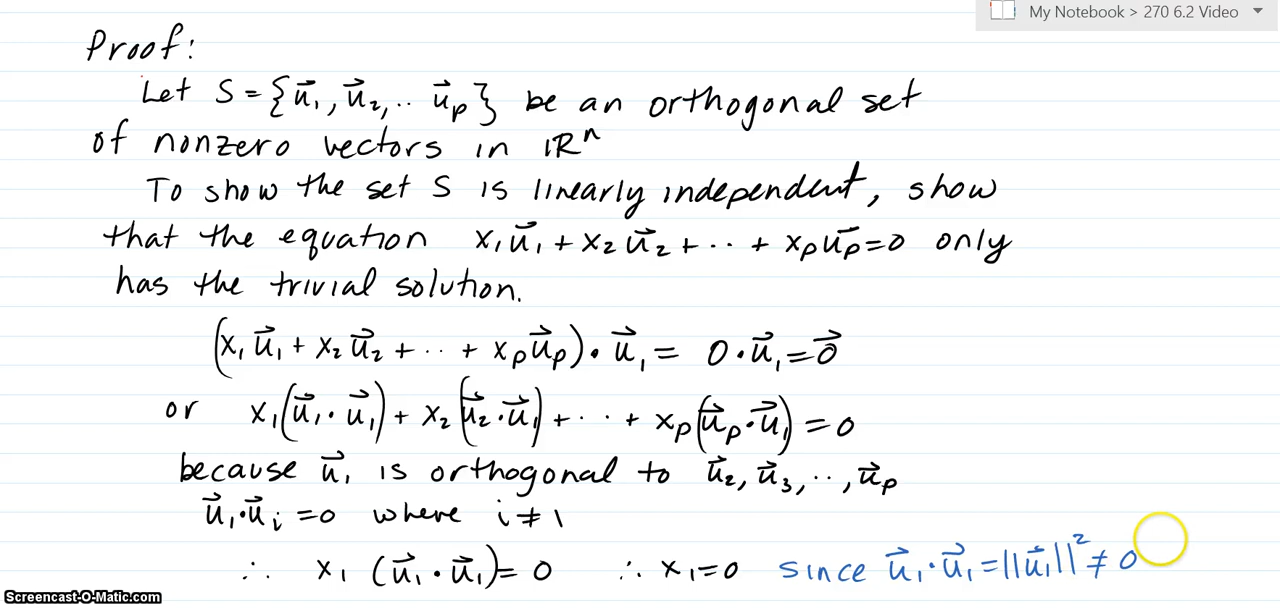 My Notebook > 270 6.2 Video
Proof:
Let S = {u⃗₁, u⃗₂, ·· u⃗ₚ} be an orthogonal set
of nonzero vectors in ℝⁿ
To show the set S is linearly independent, show
that the equation x₁u⃗₁ + x₂u⃗₂ + ·· + xₚu⃗ₚ = 0 only
has the trivial solution.
(x₁u⃗₁ + x₂u⃗₂ + ·· + xₚu⃗ₚ) · u⃗₁ = 0 · u⃗₁ = 0⃗
or x₁(u⃗₁ · u⃗₁) + x₂(u⃗₂ · u⃗₁) + ··· + xₚ(u⃗ₚ · u⃗₁) = 0
because u⃗₁ is orthogonal to u⃗₂, u⃗₃, ··, u⃗ₚ
u⃗₁ · u⃗ᵢ = 0 where i ≠ 1
∴ x₁ (u⃗₁ · u⃗₁) = 0 ∴ x₁ = 0 since u⃗₁ · u⃗₁ = ||u⃗₁||² ≠ 0
Screencast-O-Matic.com